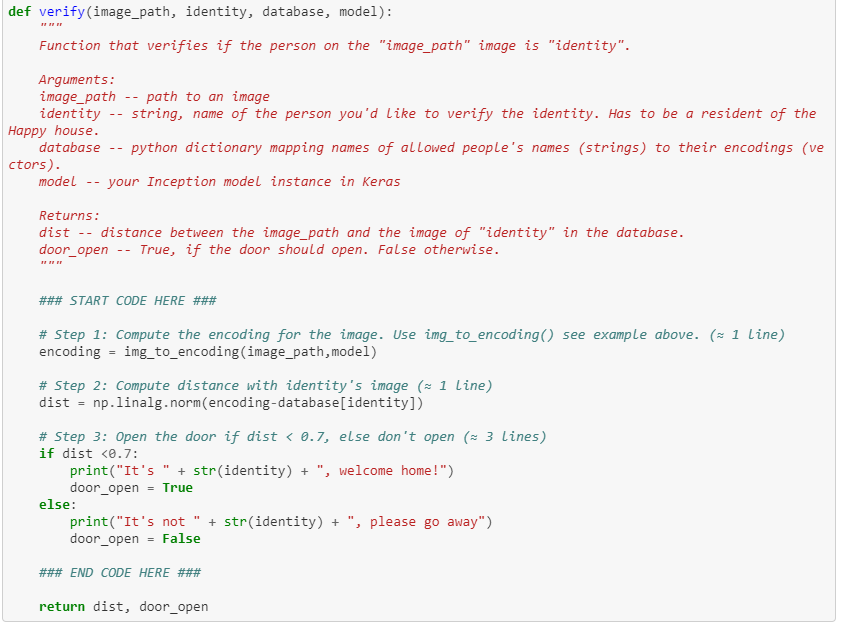 def verify(image_path, identity, database, model):
    """
    Function that verifies if the person on the "image_path" image is "identity".

    Arguments:
    image_path -- path to an image
    identity -- string, name of the person you'd like to verify the identity. Has to be a resident of the
Happy house.
    database -- python dictionary mapping names of allowed people's names (strings) to their encodings (ve
ctors).
    model -- your Inception model instance in Keras

    Returns:
    dist -- distance between the image_path and the image of "identity" in the database.
    door_open -- True, if the door should open. False otherwise.
    """

    ### START CODE HERE ###

    # Step 1: Compute the encoding for the image. Use img_to_encoding() see example above. (≈ 1 line)
    encoding = img_to_encoding(image_path,model)

    # Step 2: Compute distance with identity's image (≈ 1 line)
    dist = np.linalg.norm(encoding-database[identity])

    # Step 3: Open the door if dist < 0.7, else don't open (≈ 3 lines)
    if dist <0.7:
        print("It's " + str(identity) + ", welcome home!")
        door_open = True
    else:
        print("It's not " + str(identity) + ", please go away")
        door_open = False

    ### END CODE HERE ###

    return dist, door_open